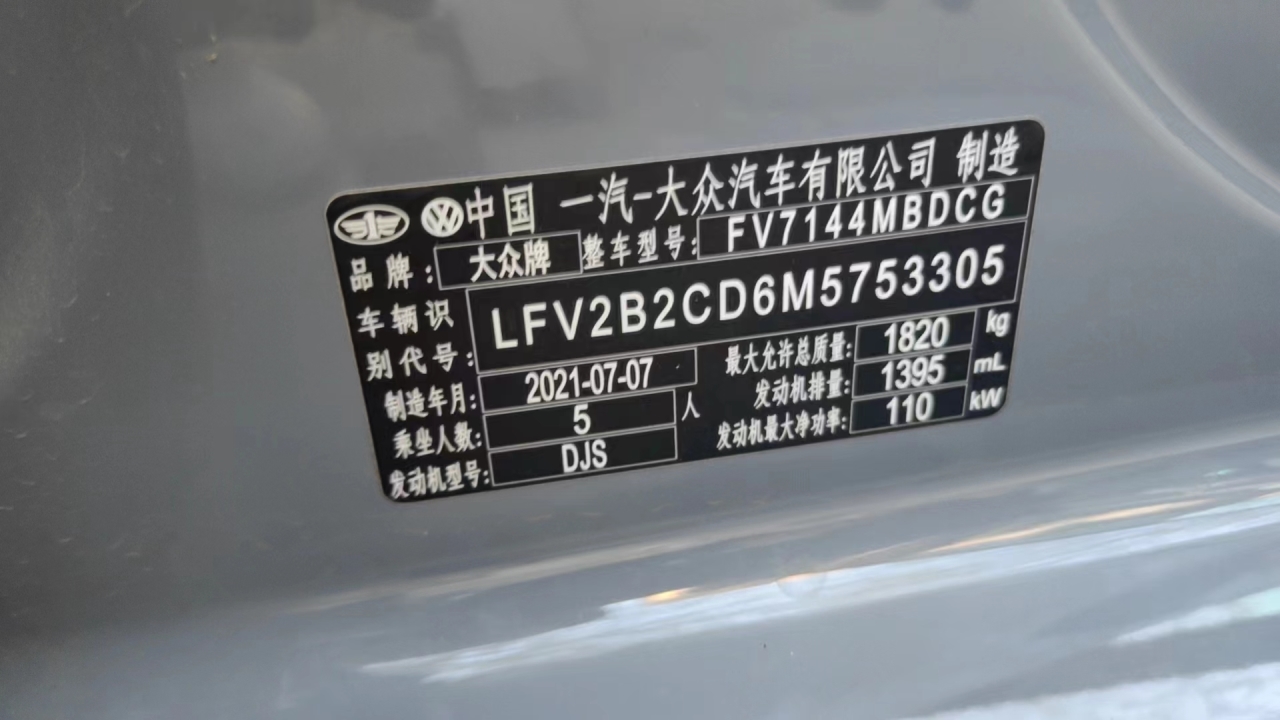 中国 一汽-大众汽车有限公司 制造
品牌: 大众牌 整车型号: FV7144MBDCG
车辆识别代号: LFV2B2CD6M5753305
制造年月: 2021-07-07 最大允许总质量: 1820 kg
乘坐人数: 5 人 发动机排量: 1395 mL
发动机型号: DJS 发动机最大净功率: 110 kW